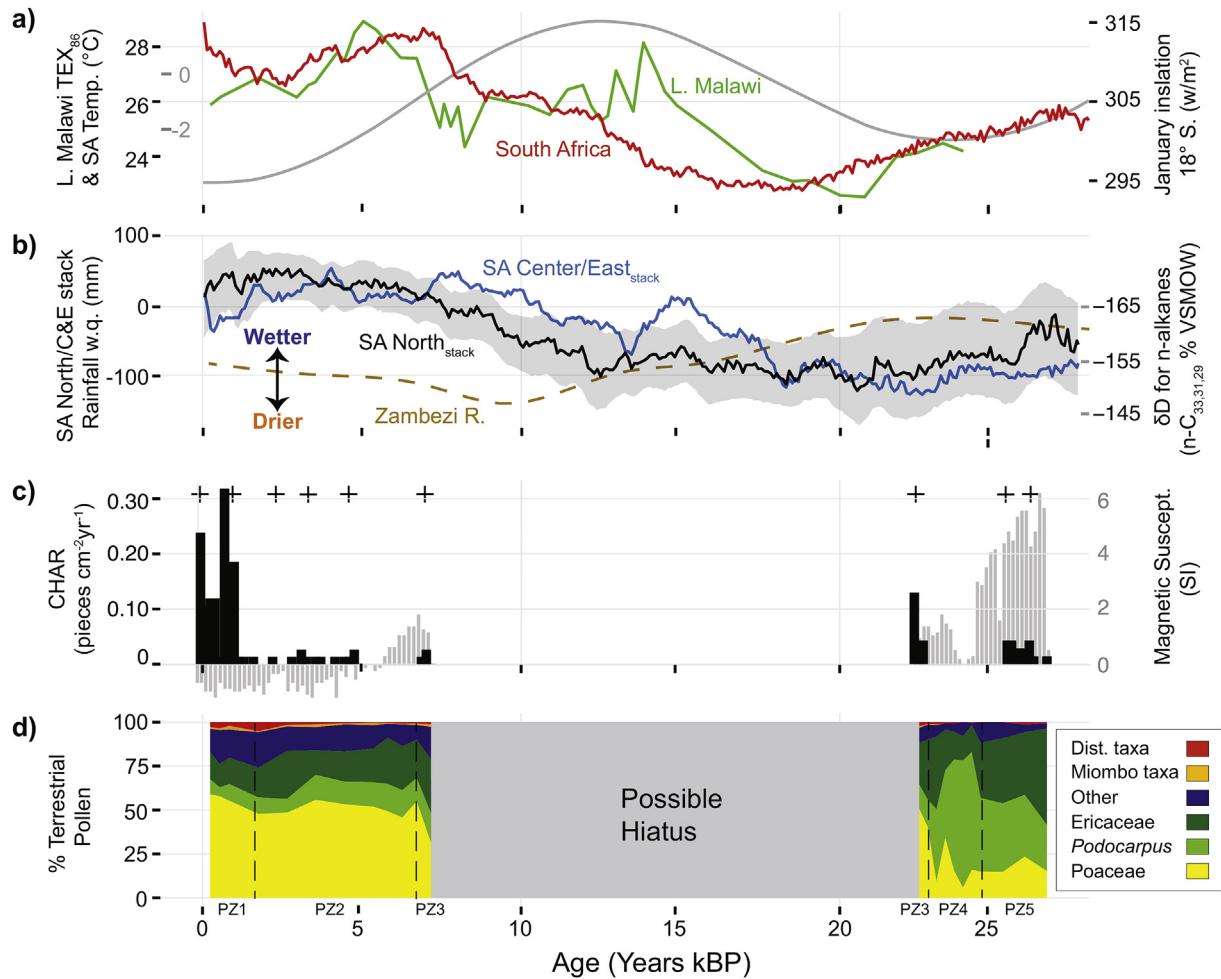 a)
L. Malawi TEX86
& SA Temp. (°C)
28
26
24
0
-2
L. Malawi
South Africa
315
305
295
January inslation
18° S. (w/m²)
b)
SA North/C&E stack
Rainfall w.q. (mm)
100
0
-100
SA Center/East stack
SA North stack
Wetter
Drier
Zambezi R.
−165
−155
−145
δD for n-alkanes
(n-C33,31,29 % VSMOW
c)
CHAR
(pieces cm-2yr-1)
0.30
0.20
0.10
0
6
4
2
0
Magnetic Suscept.
(SI)
d)
% Terrestrial
Pollen
100
75
50
25
0
Possible
Hiatus
Dist. taxa
Miombo taxa
Other
Ericaceae
Podocarpus
Poaceae
PZ1 PZ2 PZ3 PZ3 PZ4 PZ5
0 5 10 15 20 25
Age (Years kBP)